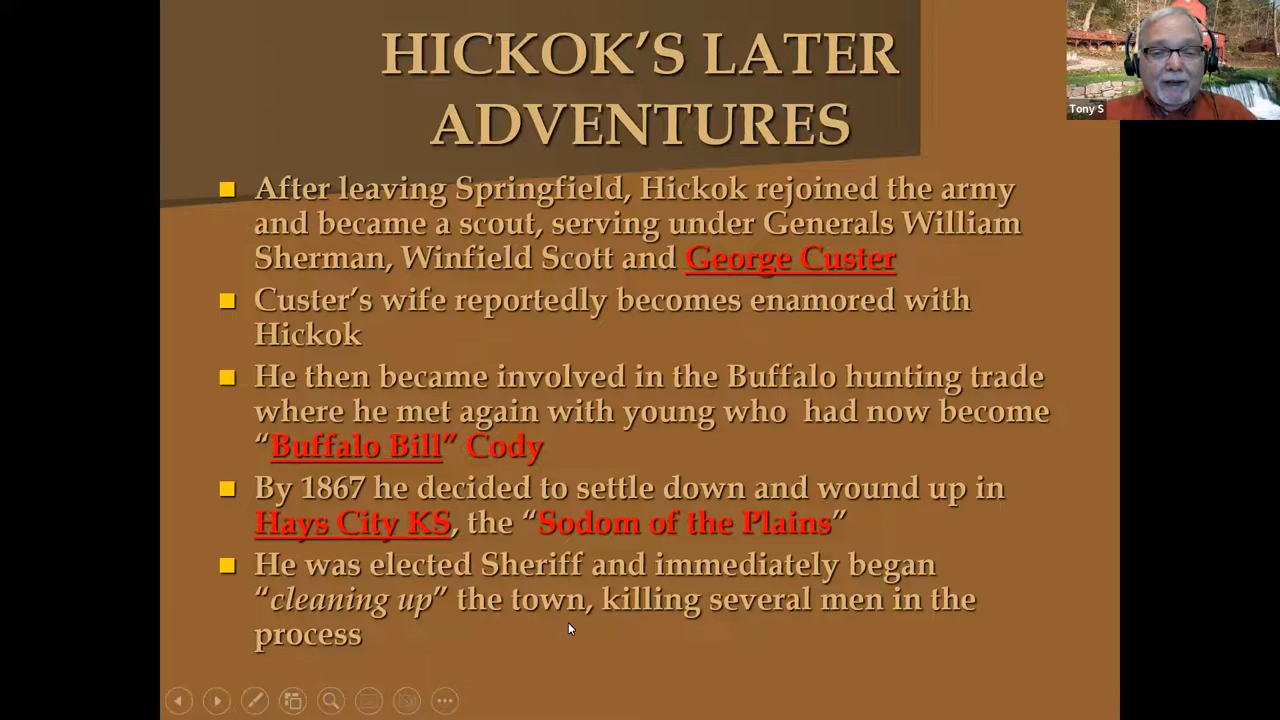 HICKOK'S LATER
ADVENTURES
Tony S
After leaving Springfield, Hickok rejoined the army
and became a scout, serving under Generals William
Sherman, Winfield Scott and George Custer
Custer's wife reportedly becomes enamored with
Hickok
He then became involved in the Buffalo hunting trade
where he met again with young who  had now become
“Buffalo Bill” Cody
By 1867 he decided to settle down and wound up in
Hays City KS, the “Sodom of the Plains”
He was elected Sheriff and immediately began
“cleaning up” the town, killing several men in the
process